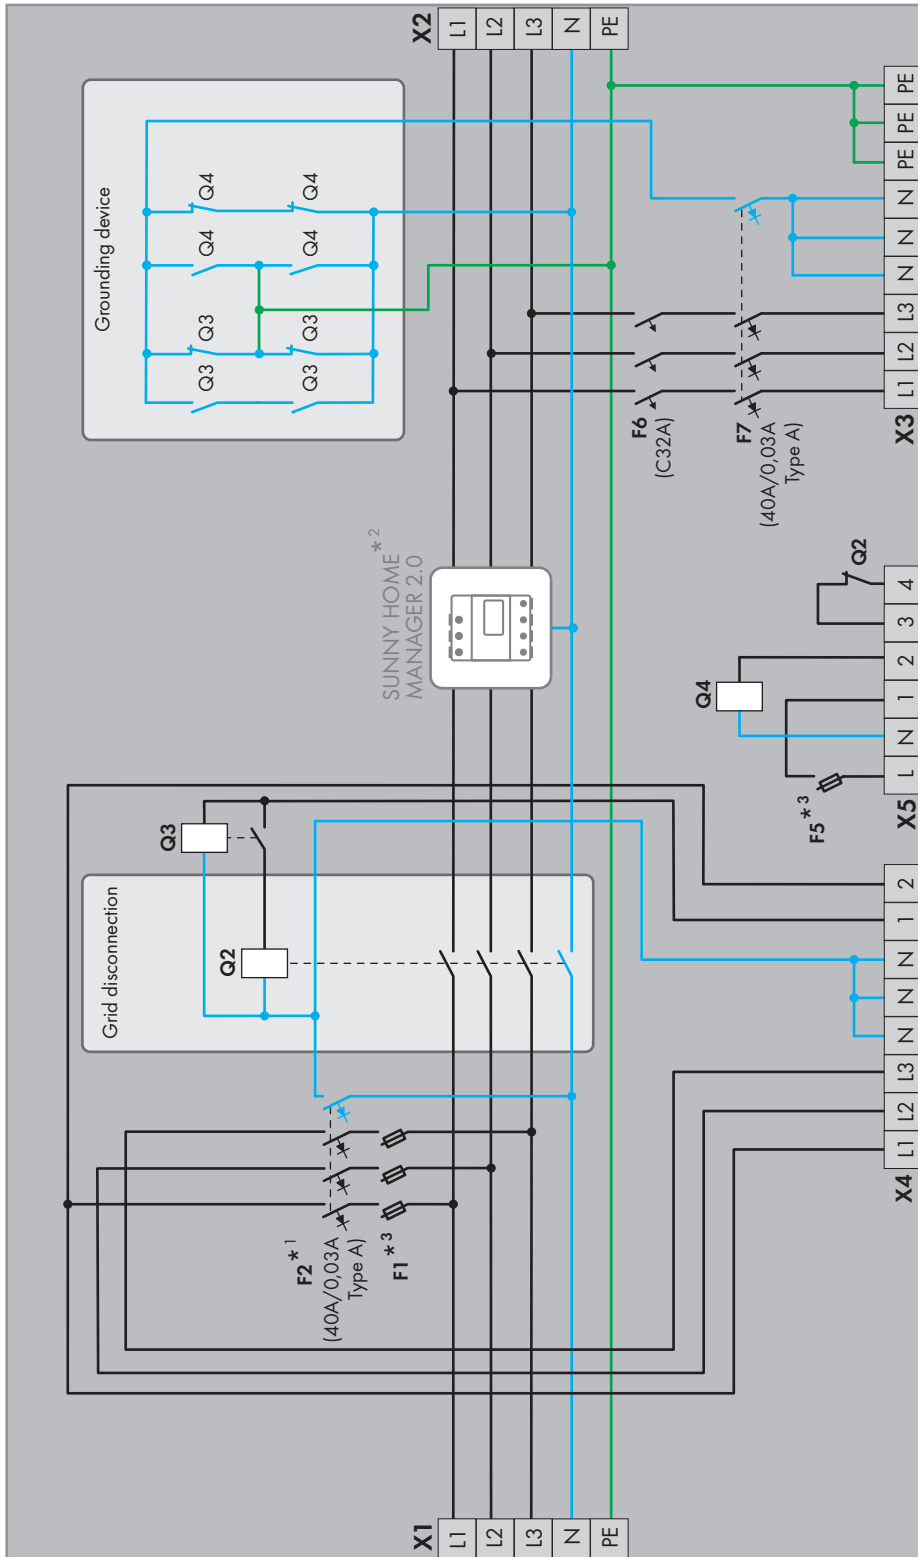 X1
L1
L2
L3
N
PE
F2*1
(40A/0,03A
Type A)
F1*3
Grid disconnection
Q2
Q3
SUNNY HOME*2
MANAGER 2.0
Grounding device
Q3
Q3
Q4
Q4
Q3
Q3
Q4
Q4
X2
L1
L2
L3
N
PE
F6
(C32A)
F7
(40A/0,03A
Type A)
X4
L1
L2
L3
N
N
N
1
2
F5*3
Q4
Q2
X5
L
N
1
2
3
4
X3
L1
L2
L3
N
N
N
PE
PE
PE